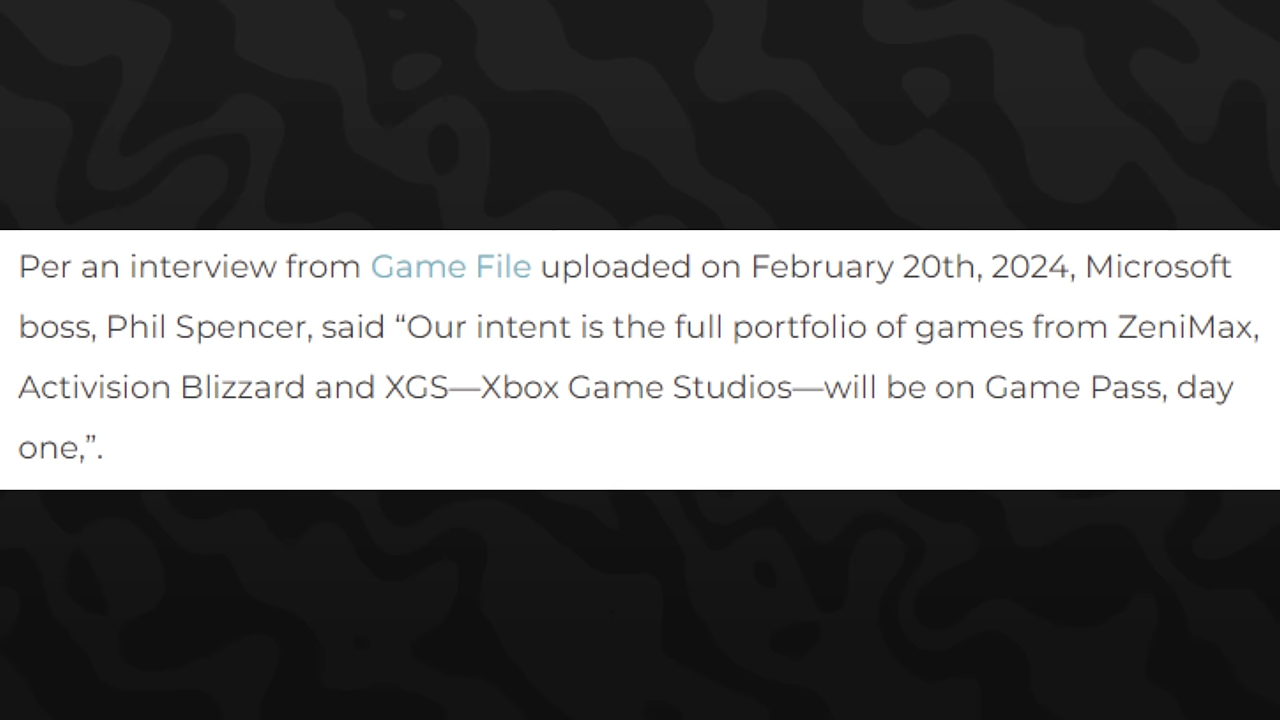 Per an interview from Game File uploaded on February 20th, 2024, Microsoft
boss, Phil Spencer, said “Our intent is the full portfolio of games from ZeniMax,
Activision Blizzard and XGS—Xbox Game Studios—will be on Game Pass, day
one,”.